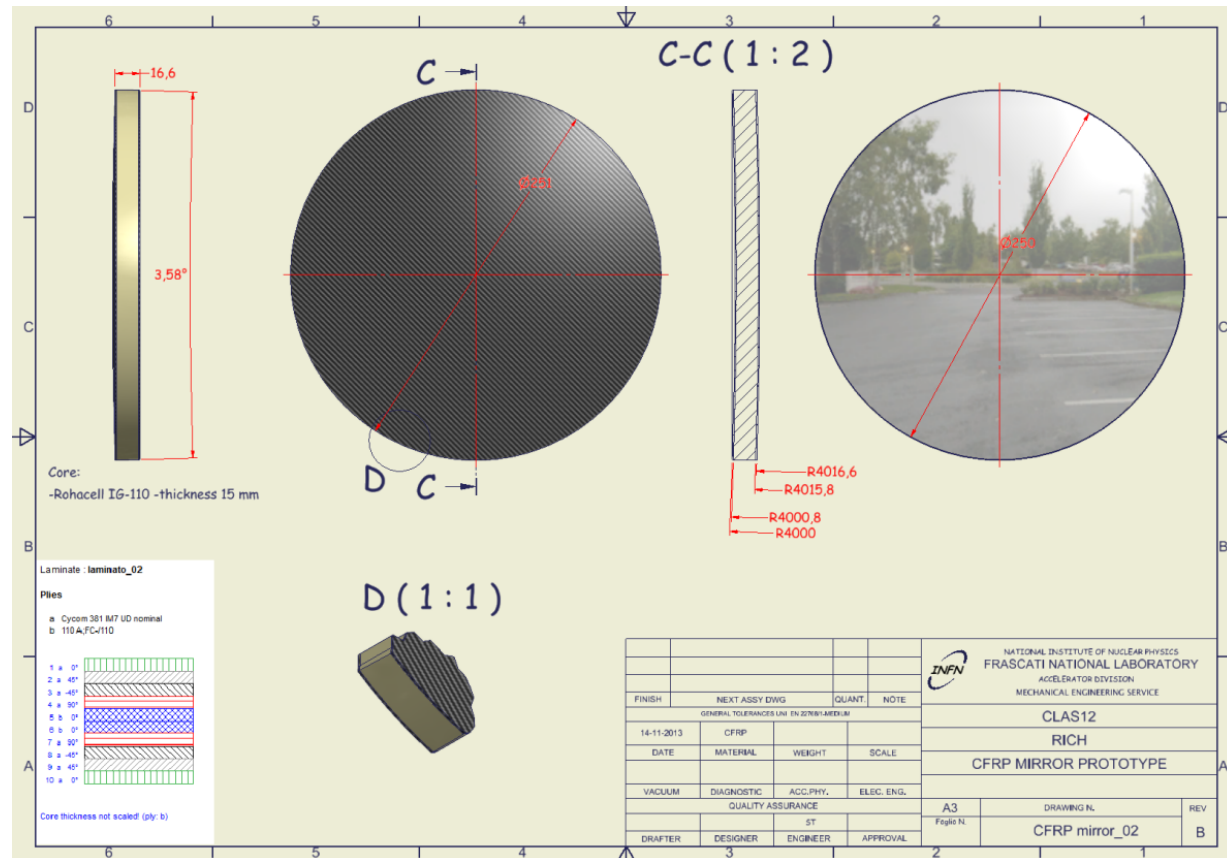 6 5 4 3 2 1
D
C
B
A
D
C
B
A
16,6
3,58°
C
Ø251
D
C
C-C ( 1 : 2 )
R4016,6
R4015,8
R4000,8
R4000
Ø250
Core:
-Rohacell IG-110 -thickness 15 mm
D ( 1 : 1 )
Laminate : laminato_02
Plies
a Cycom 381 IM7 UD nominal
b 110 A;FC-/110
1 a 0°
2 a 45°
3 a -45°
4 a 90°
5 b 0°
6 b 0°
7 a 90°
8 a -45°
9 a 45°
10 a 0°
Core thickness not scaled! (ply: b)
FINISH NEXT ASSY DWG QUANT. NOTE
GENERAL TOLERANCES UNI EN 22768/1-MEDIUM
14-11-2013 CFRP
DATE MATERIAL WEIGHT SCALE
VACUUM DIAGNOSTIC ACC.PHY. ELEC. ENG.
QUALITY ASSURANCE
ST
DRAFTER DESIGNER ENGINEER APPROVAL
INFN
NATIONAL INSTITUTE OF NUCLEAR PHYSICS
FRASCATI NATIONAL LABORATORY
ACCELERATOR DIVISION
MECHANICAL ENGINEERING SERVICE
CLAS12
RICH
CFRP MIRROR PROTOTYPE
A3 DRAWING N. REV
Foglio N.
CFRP mirror_02 B
6 5 4 3 2 1